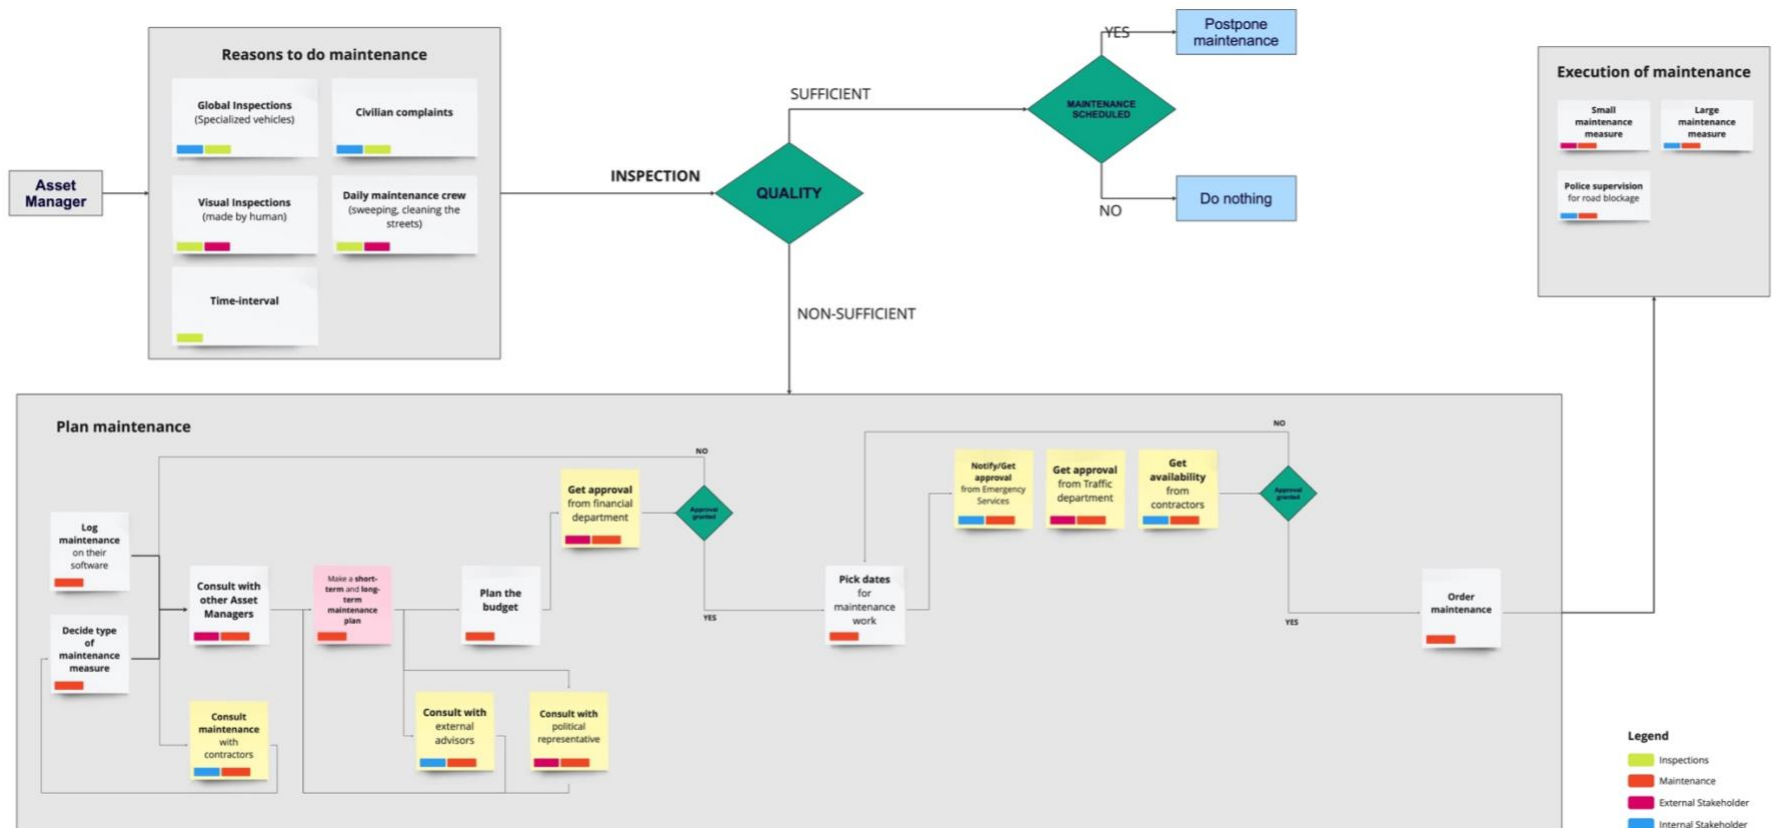 Asset
Manager
Reasons to do maintenance
Global Inspections
(Specialized vehicles)
Civilian complaints
Visual Inspections
(made by human)
Daily maintenance crew
(sweeping, cleaning the
streets)
Time-interval
INSPECTION
QUALITY
SUFFICIENT
NON-SUFFICIENT
MAINTENANCE
SCHEDULED
YES
Postpone
maintenance
NO
Do nothing
Execution of maintenance
Small
maintenance
measure
Large
maintenance
measure
Police supervision
for road blockage
Plan maintenance
Log
maintenance
on their
software
Decide type
of
maintenance
measure
Consult with
other Asset
Managers
Consult
maintenance
with
contractors
Make a short-
term and long-
term
maintenance
plan
Consult with
external
advisors
Consult with
political
representative
Plan the
budget
Get approval
from financial
department
Approval
granted
NO
YES
Pick dates
for
maintenance
work
Notify/Get
approval
from Emergency
Services
Get approval
from Traffic
department
Get
availability
from
contractors
Approval
granted
NO
YES
Order
maintenance
Legend
Inspections
Maintenance
External Stakeholder
Internal Stakeholder